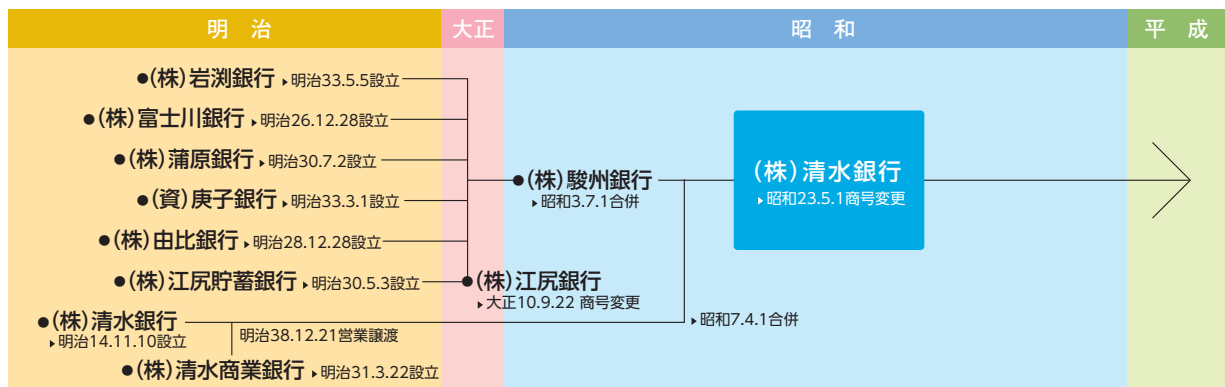 明 治
大正
昭 和
平 成
●(株)岩渕銀行 ▸明治33.5.5設立
●(株)富士川銀行 ▸明治26.12.28設立
●(株)蒲原銀行 ▸明治30.7.2設立
●(資)庚子銀行 ▸明治33.3.1設立
●(株)由比銀行 ▸明治28.12.28設立
●(株)江尻貯蓄銀行 ▸明治30.5.3設立
●(株)江尻銀行
▸大正10.9.22 商号変更
●(株)駿州銀行
▸昭和3.7.1合併
(株)清水銀行
▸昭和23.5.1商号変更
●(株)清水銀行
▸明治14.11.10設立
明治38.12.21営業譲渡
▸昭和7.4.1合併
●(株)清水商業銀行 ▸明治31.3.22設立